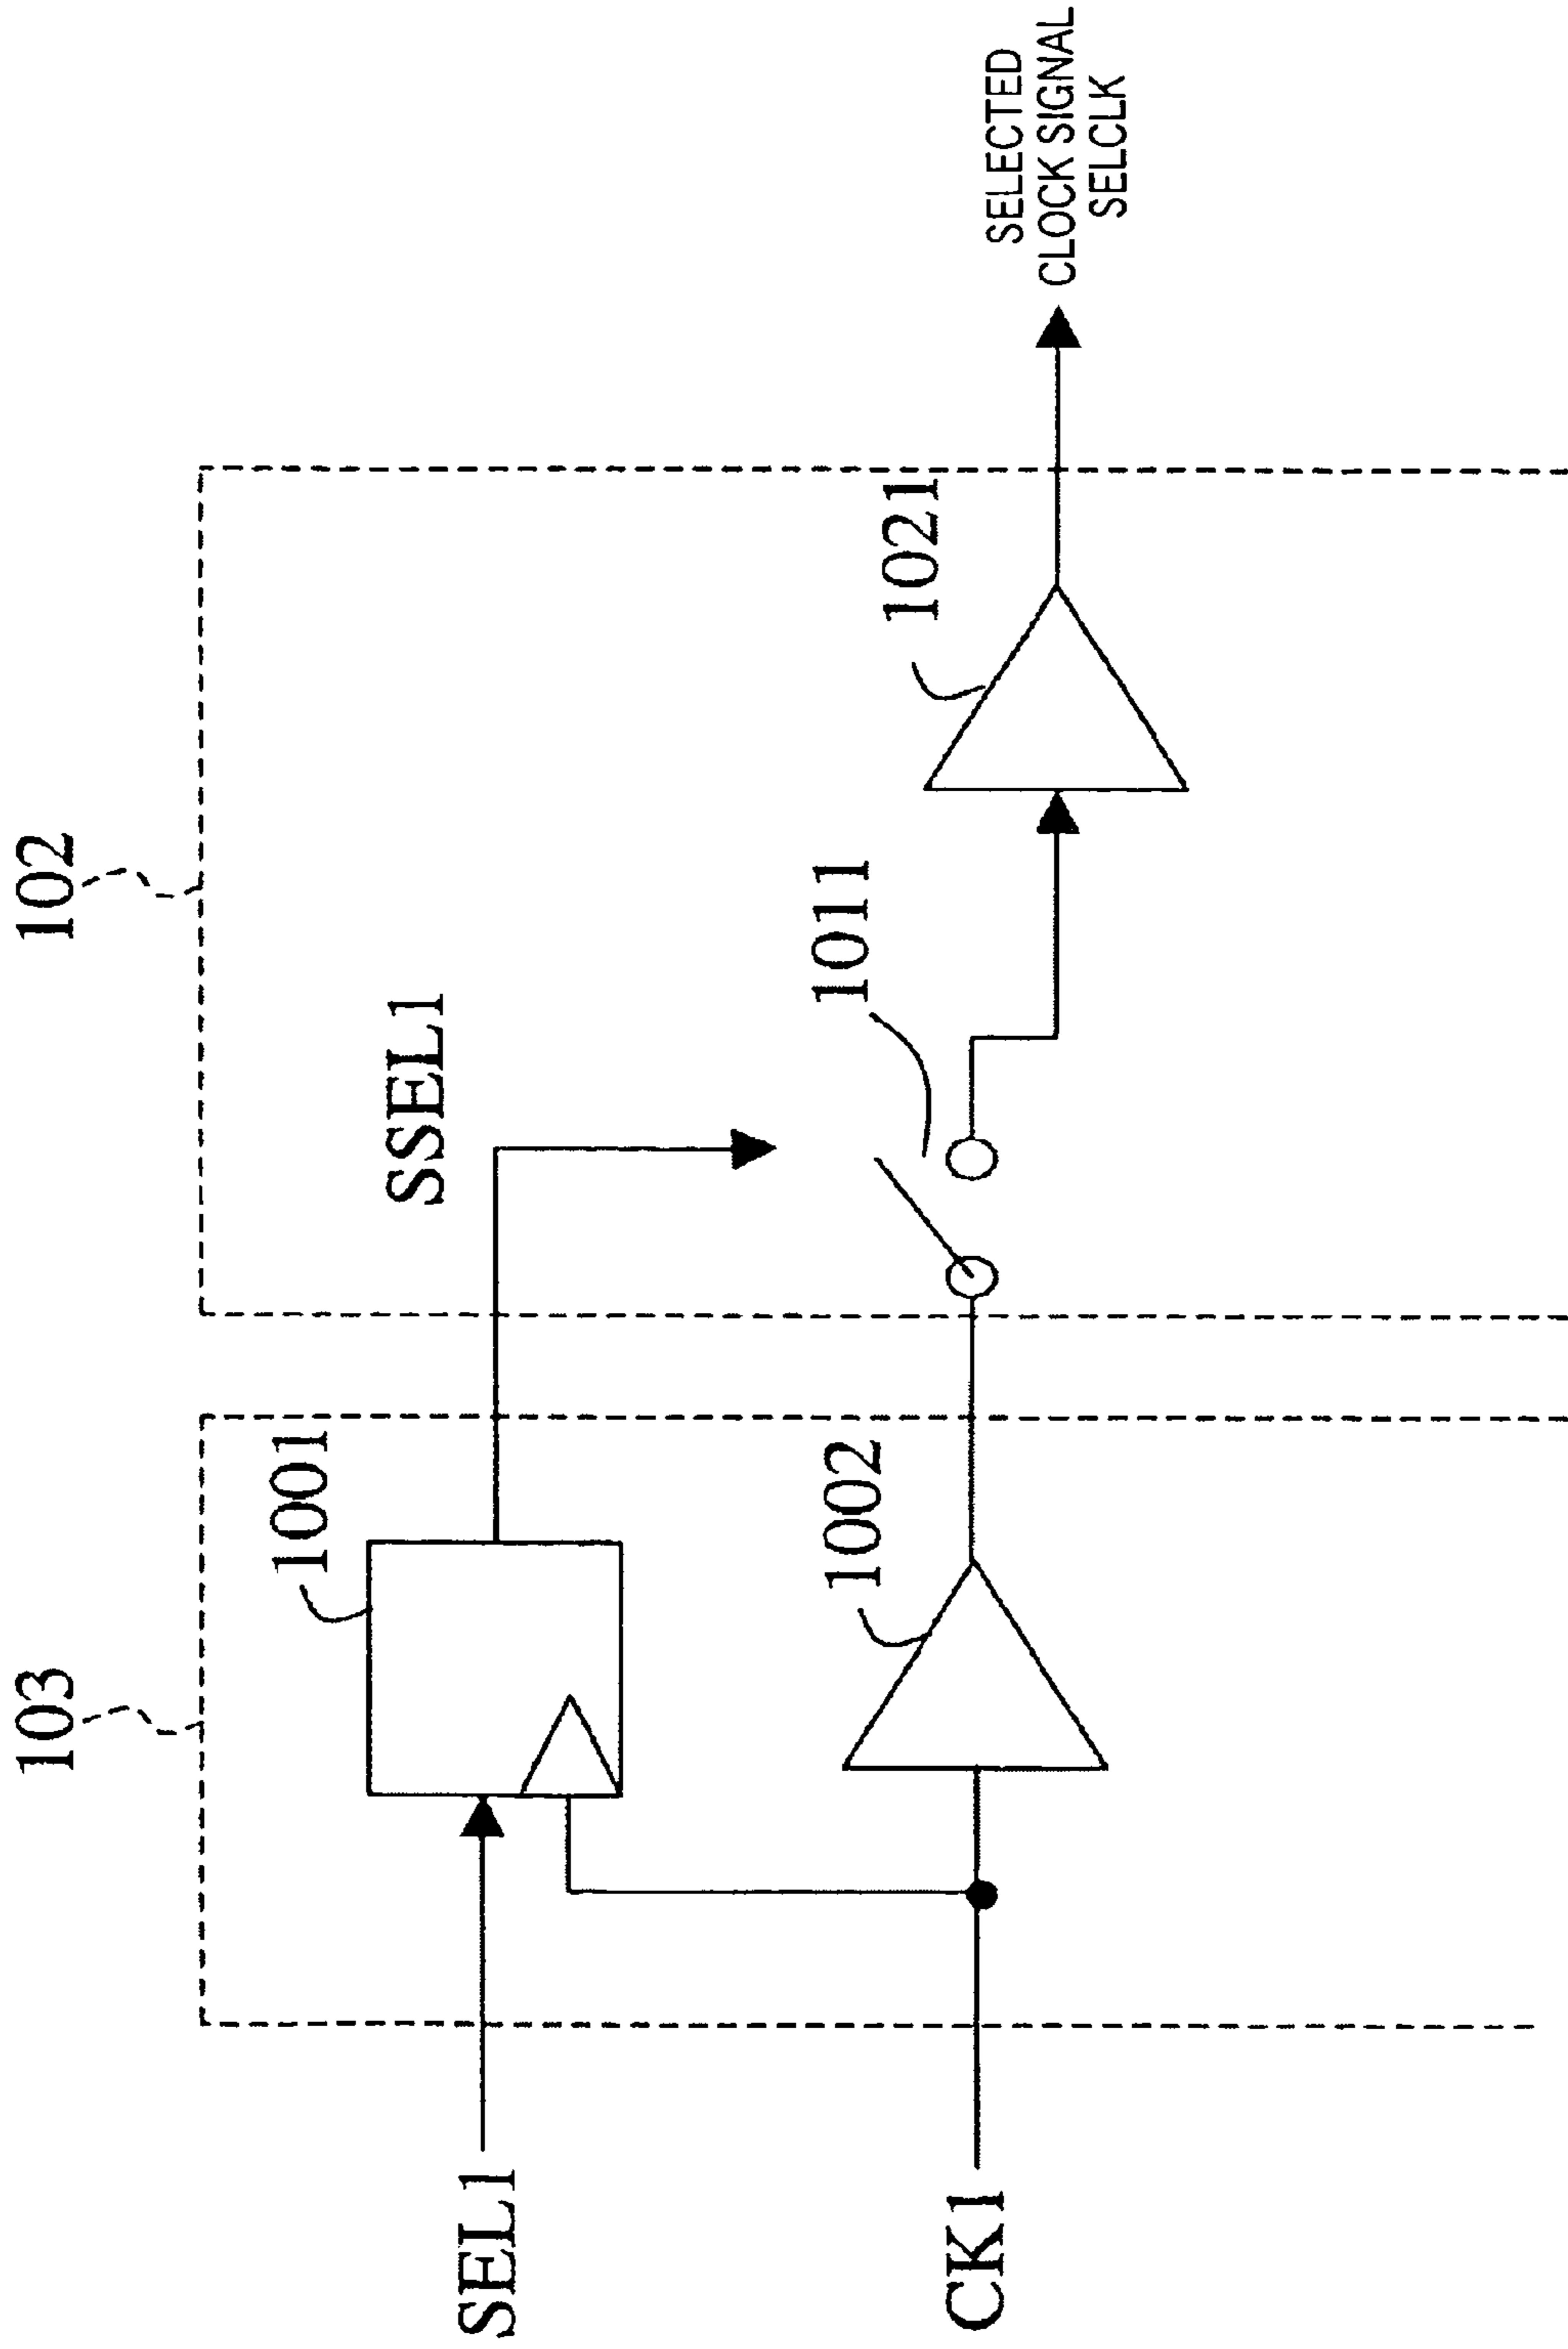 103
102
1001
SSEL1
SEL1
1002
1011
1021
CK1
SELECTED
CLOCK SIGNAL
SELCLK